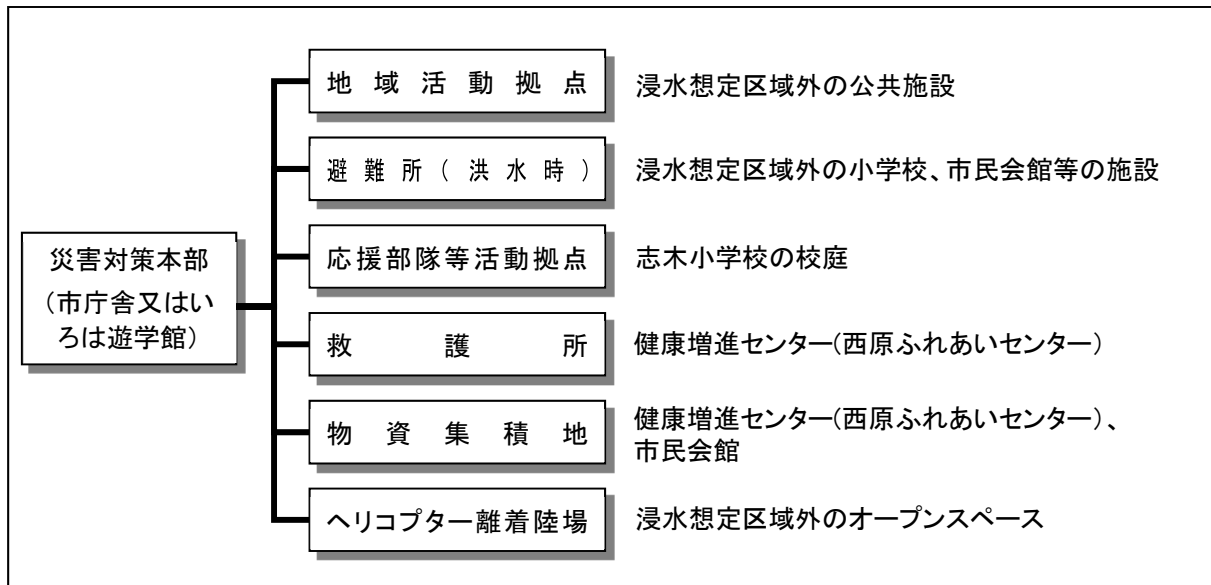 地域活動拠点
浸水想定区域外の公共施設
避難所(洪水時)
浸水想定区域外の小学校、市民会館等の施設
災害対策本部
(市庁舎又はい
ろは遊学館)
応援部隊等活動拠点
志木小学校の校庭
救護所
健康増進センター(西原ふれあいセンター)
物資集積地
健康増進センター(西原ふれあいセンター)、
市民会館
ヘリコプター離着陸場
浸水想定区域外のオープンスペース